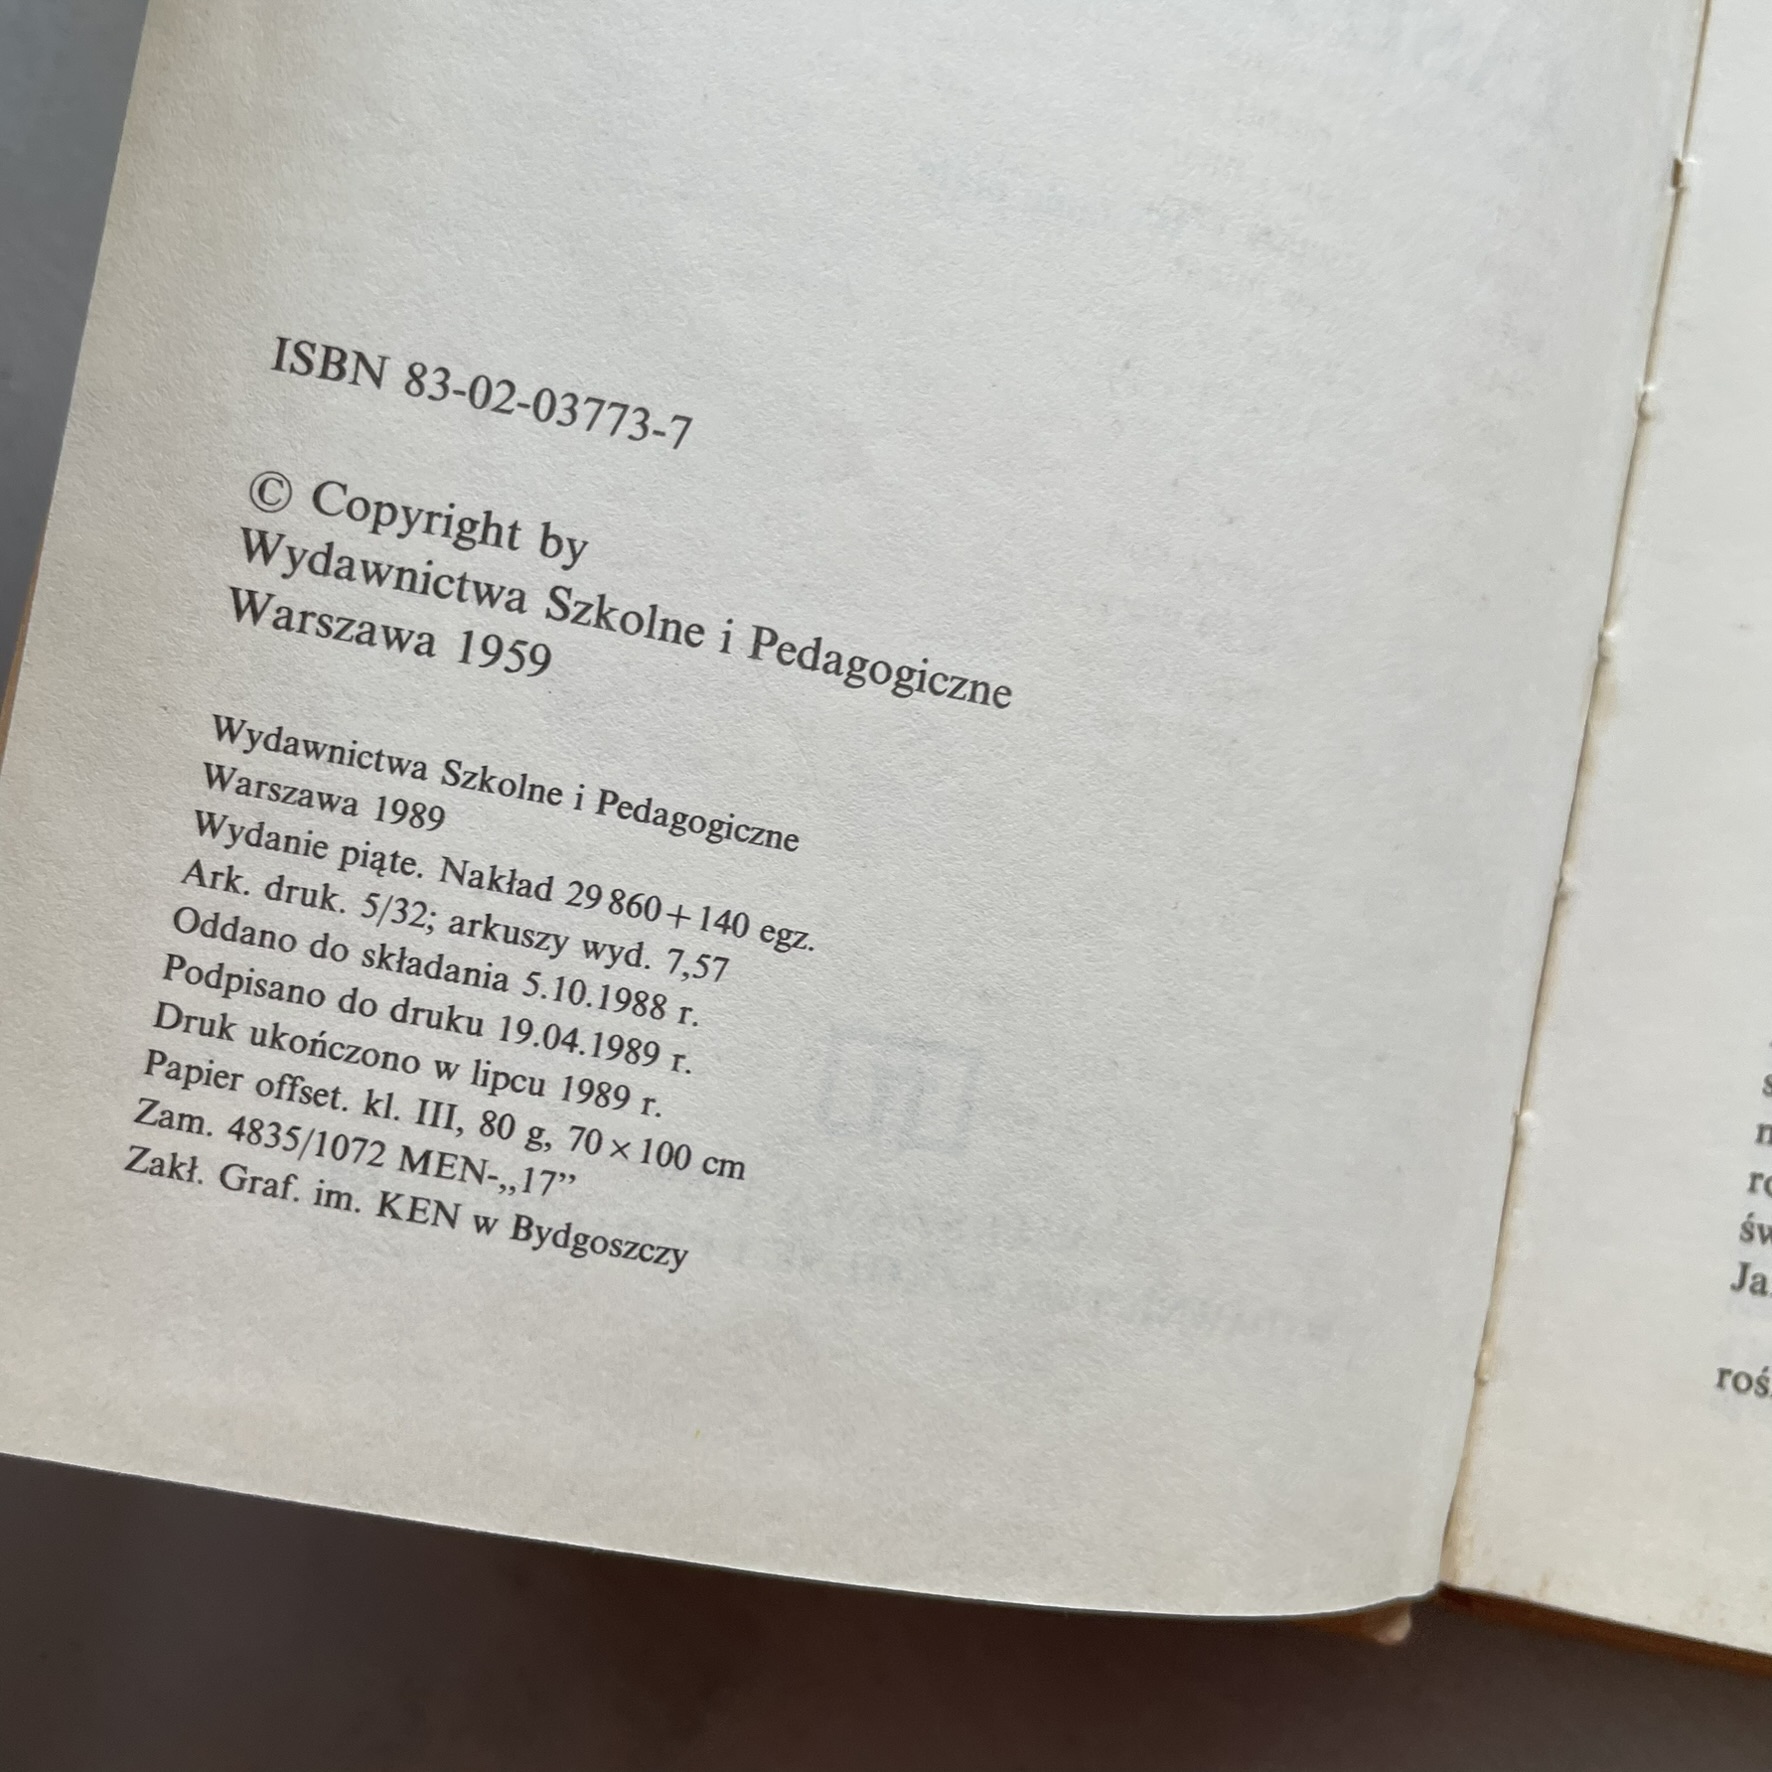 ISBN 83-02-03773-7
© Copyright by
Wydawnictwa Szkolne i Pedagogiczne
Warszawa 1959
Wydawnictwa Szkolne i Pedagogiczne
Warszawa 1989
Wydanie piąte. Nakład 29 860+140 egz.
Ark. druk. 5/32; arkuszy wyd. 7,57
Oddano do składania 5.10.1988 r.
Podpisano do druku 19.04.1989 r.
Druk ukończono w lipcu 1989 r.
Papier offset. kl. III, 80 g, 70 × 100 cm
Zam. 4835/1072 MEN-„17”
Zakł. Graf. im. KEN w Bydgoszczy